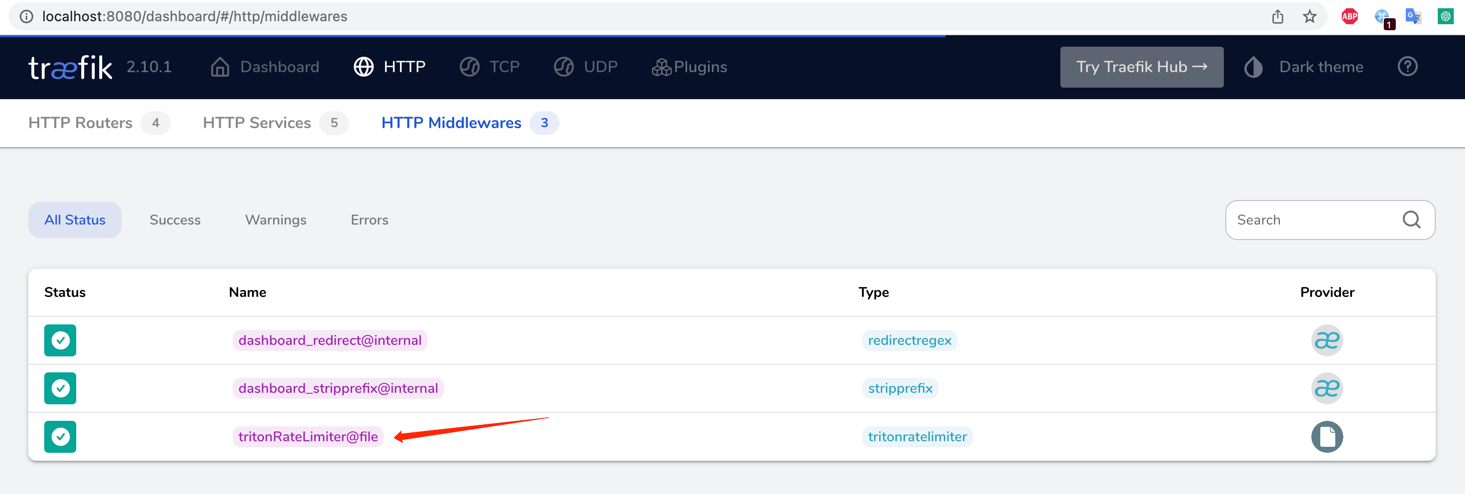 localhost:8080/dashboard/#/http/middlewares ABP 1 G
træfik 2.10.1 Dashboard HTTP TCP UDP Plugins Try Traefik Hub → Dark theme ?
HTTP Routers 4 HTTP Services 5 HTTP Middlewares 3
All Status Success Warnings Errors Search
Status Name Type Provider
dashboard_redirect@internal redirectregex æ
dashboard_stripprefix@internal stripprefix æ
tritonRateLimiter@file tritonratelimiter